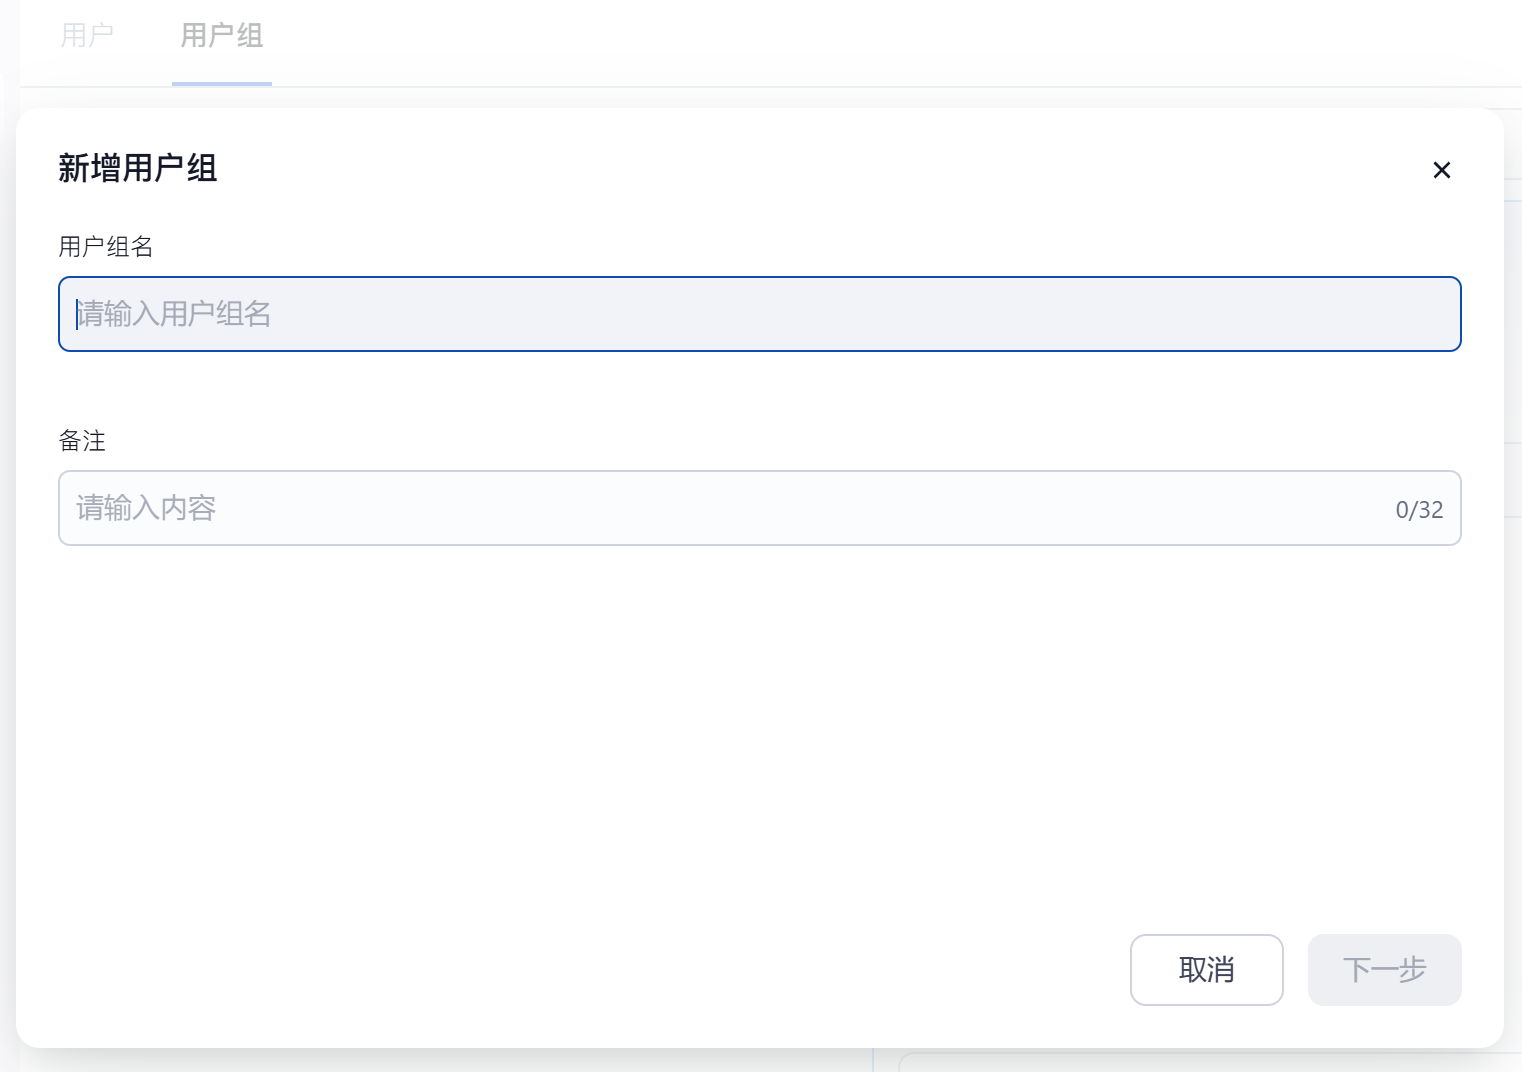 用户 用户组
新增用户组
用户组名
请输入用户组名
备注
请输入内容 0/32
取消 下一步